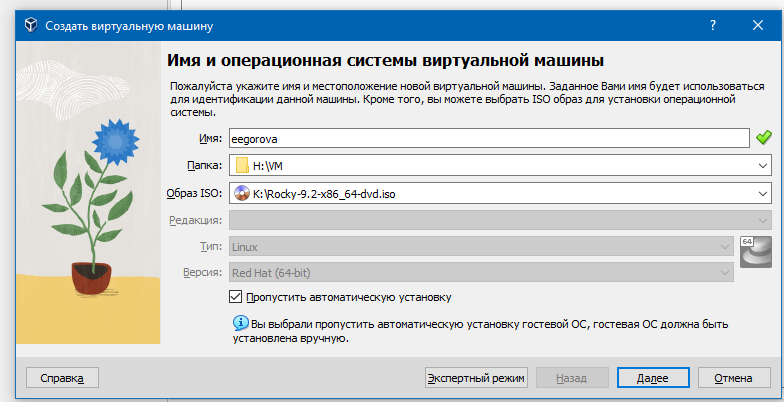 Создать виртуальную машину
Имя и операционная системы виртуальной машины
Пожалуйста укажите имя и местоположение новой виртуальной машины. Заданное Вами имя будет использоваться
для идентификации данной машины. Кроме того, вы можете выбрать ISO образ для установки операционной
системы.
Имя: eegorova
Папка: H:\VM
Образ ISO: K:\Rocky-9.2-x86_64-dvd.iso
Редакция:
Тип: Linux
64
Версия: Red Hat (64-bit)
Пропустить автоматическую установку
Вы выбрали пропустить автоматическую установку гостевой ОС, гостевая ОС должна быть
установлена вручную.
Справка Экспертный режим Назад Далее Отмена